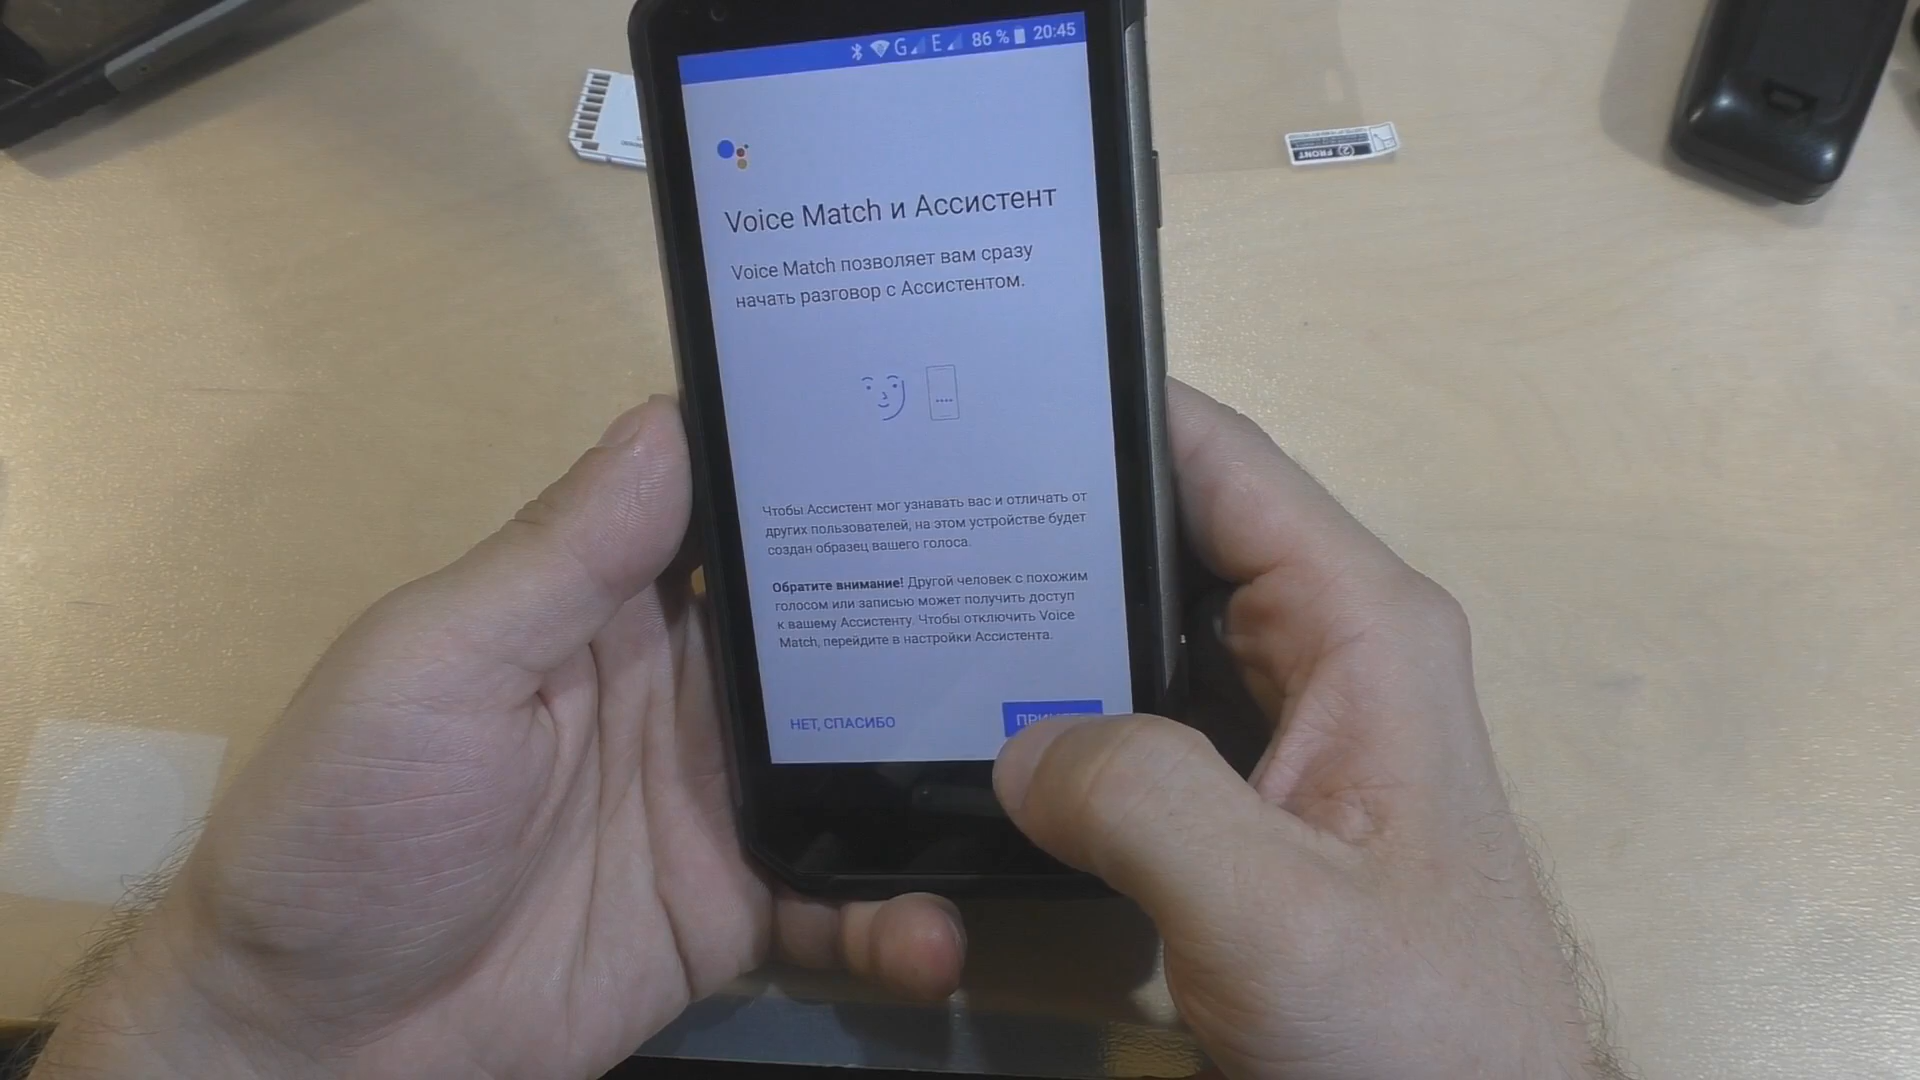 G E 86 % 20:45
Voice Match и Ассистент
Voice Match позволяет вам сразу
начать разговор с Ассистентом.
Чтобы Ассистент мог узнавать вас и отличать от
других пользователей, на этом устройстве будет
создан образец вашего голоса.
Обратите внимание! Другой человек с похожим
голосом или записью может получить доступ
к вашему Ассистенту. Чтобы отключить Voice
Match, перейдите в настройки Ассистента.
НЕТ, СПАСИБО
② FRONT